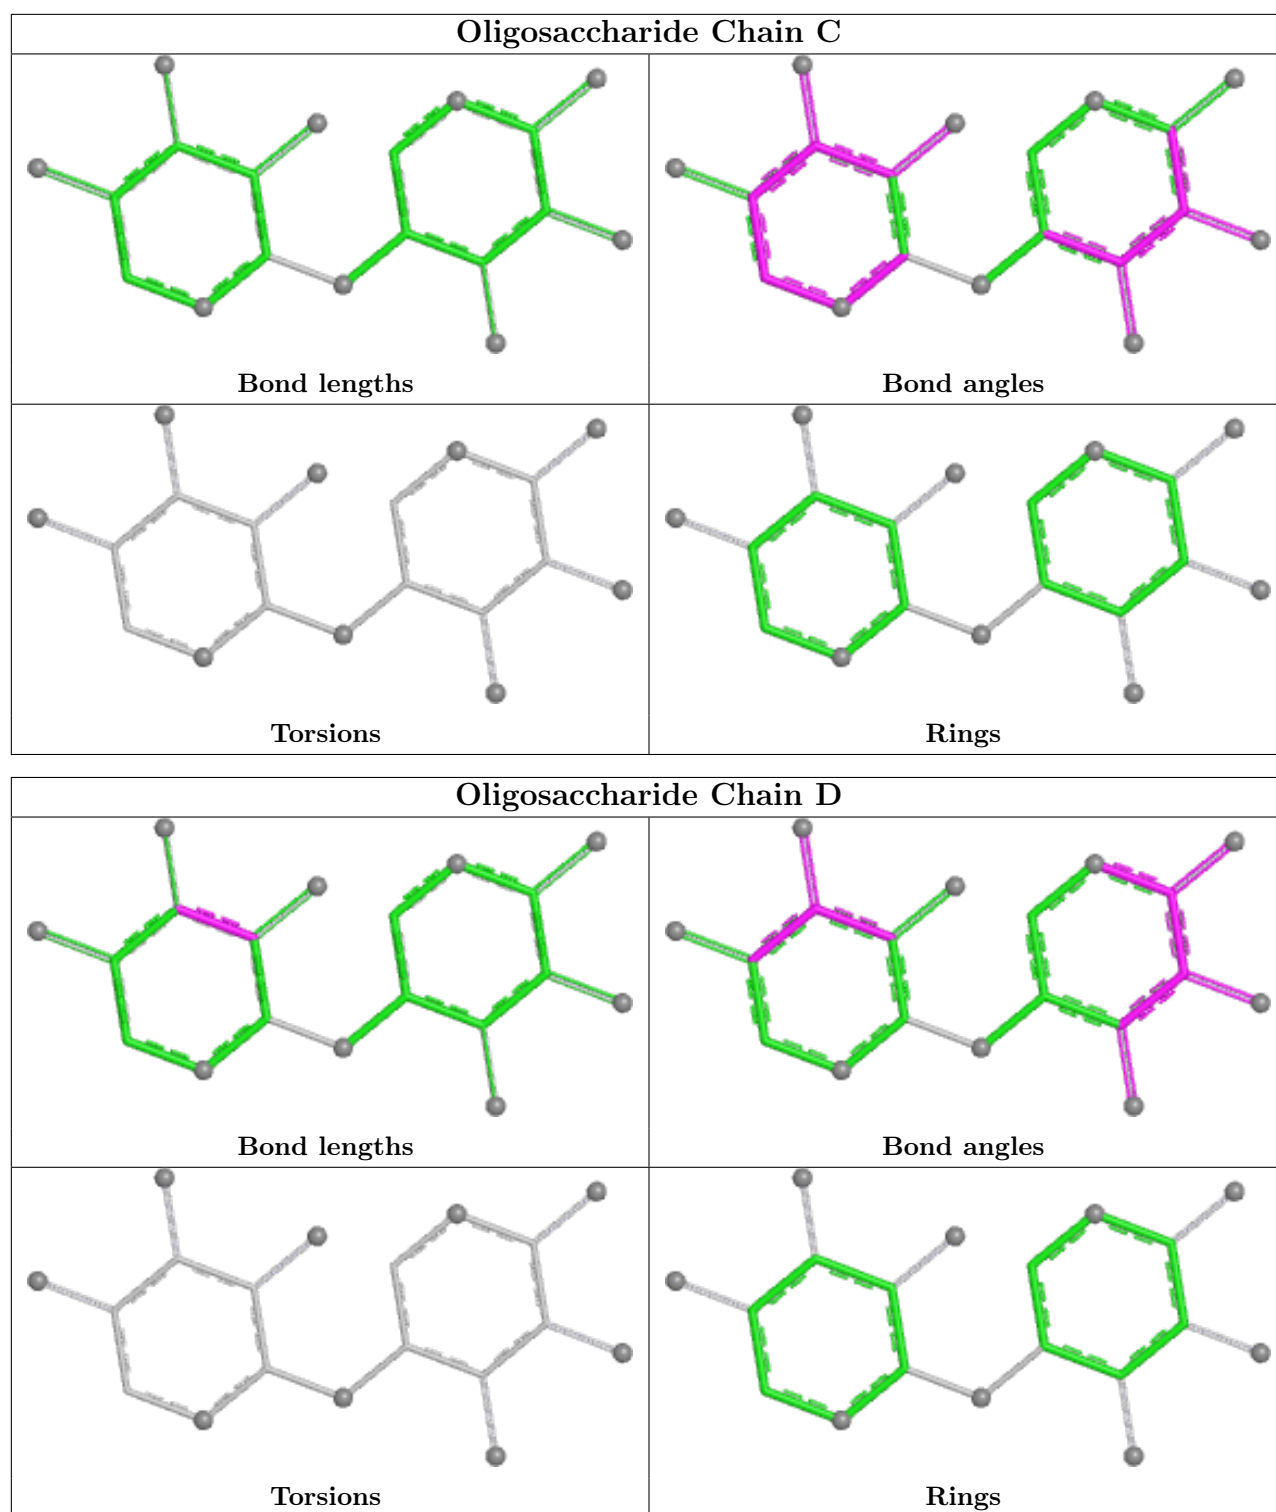 Oligosaccharide Chain C
Bond lengths
Bond angles
Torsions
Rings
Oligosaccharide Chain D
Bond lengths
Bond angles
Torsions
Rings